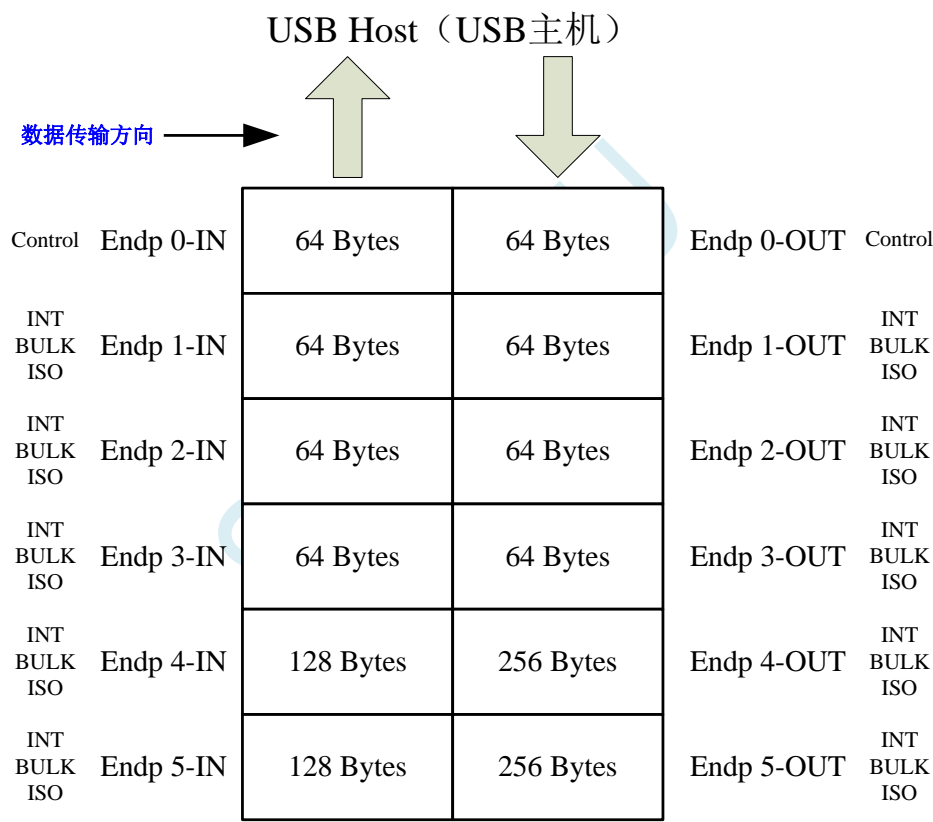 USB Host（USB主机）
数据传输方向
Control Endp 0-IN 64 Bytes 64 Bytes Endp 0-OUT Control
INT INT
BULK Endp 1-IN 64 Bytes 64 Bytes Endp 1-OUT BULK
ISO ISO
INT INT
BULK Endp 2-IN 64 Bytes 64 Bytes Endp 2-OUT BULK
ISO ISO
INT INT
BULK Endp 3-IN 64 Bytes 64 Bytes Endp 3-OUT BULK
ISO ISO
INT INT
BULK Endp 4-IN 128 Bytes 256 Bytes Endp 4-OUT BULK
ISO ISO
INT INT
BULK Endp 5-IN 128 Bytes 256 Bytes Endp 5-OUT BULK
ISO ISO